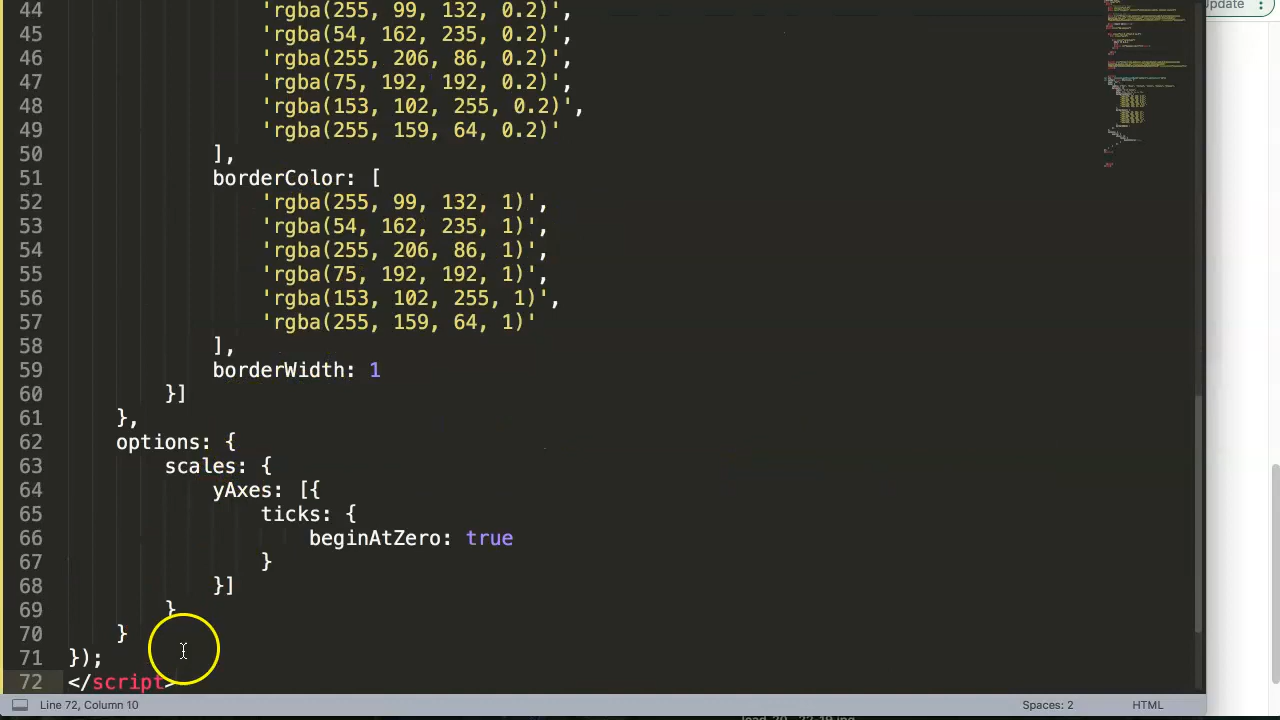 44 'rgba(255, 99, 132, 0.2)',
45 'rgba(54, 162, 235, 0.2)',
46 'rgba(255, 206, 86, 0.2)',
47 'rgba(75, 192, 192, 0.2)',
48 'rgba(153, 102, 255, 0.2)',
49 'rgba(255, 159, 64, 0.2)'
50 ],
51 borderColor: [
52 'rgba(255, 99, 132, 1)',
53 'rgba(54, 162, 235, 1)',
54 'rgba(255, 206, 86, 1)',
55 'rgba(75, 192, 192, 1)',
56 'rgba(153, 102, 255, 1)',
57 'rgba(255, 159, 64, 1)'
58 ],
59 borderWidth: 1
60 }]
61 },
62 options: {
63 scales: {
64 yAxes: [{
65 ticks: {
66 beginAtZero: true
67 }
68 }]
69 }
70 }
71 });
72 </script>
Line 72, Column 10
Spaces: 2
HTML